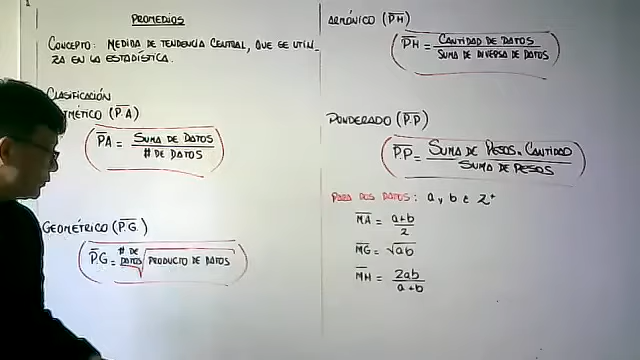 PROMEDIOS
CONCEPTO: MEDIDA DE TENDENCIA CENTRAL, QUE SE UTILI-
ZA EN LA ESTADÍSTICA.
CLASIFICACIÓN
TMÉTICO (P.A)
PA = SUMA DE DATOS
# DE DATOS
GEOMÉTRICO (P.G.)
P.G = # DE DATOS √PRODUCTO DE DATOS
ARMÓNICO (PH)
PH = CANTIDAD DE DATOS
SUMA DE INVERSA DE DATOS
PONDERADO (P.P)
P.P = SUMA DE PESOS . CANTIDAD
SUMA DE PESOS
PARA DOS DATOS: a y b ∈ Z⁺
MA = a+b
2
MG = √ab
MH = 2ab
a+b